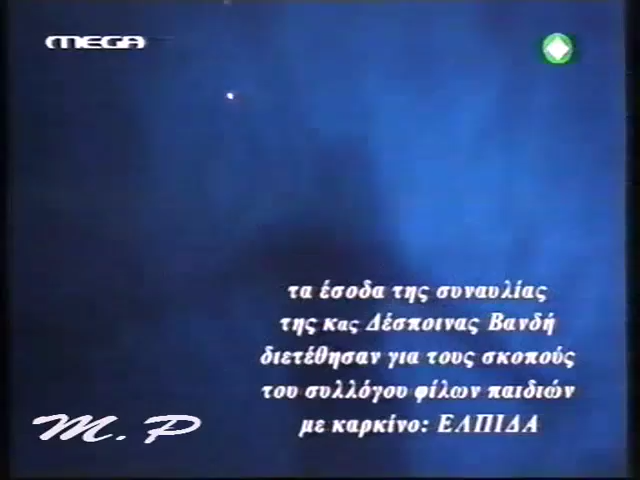 MEGA
τα έσοδα της συναυλίας
της κας Δέσποινας Βανδή
διετέθησαν για τους σκοπούς
του συλλόγου φίλων παιδιών
με καρκίνο: ΕΛΠΙΔΑ
M. P